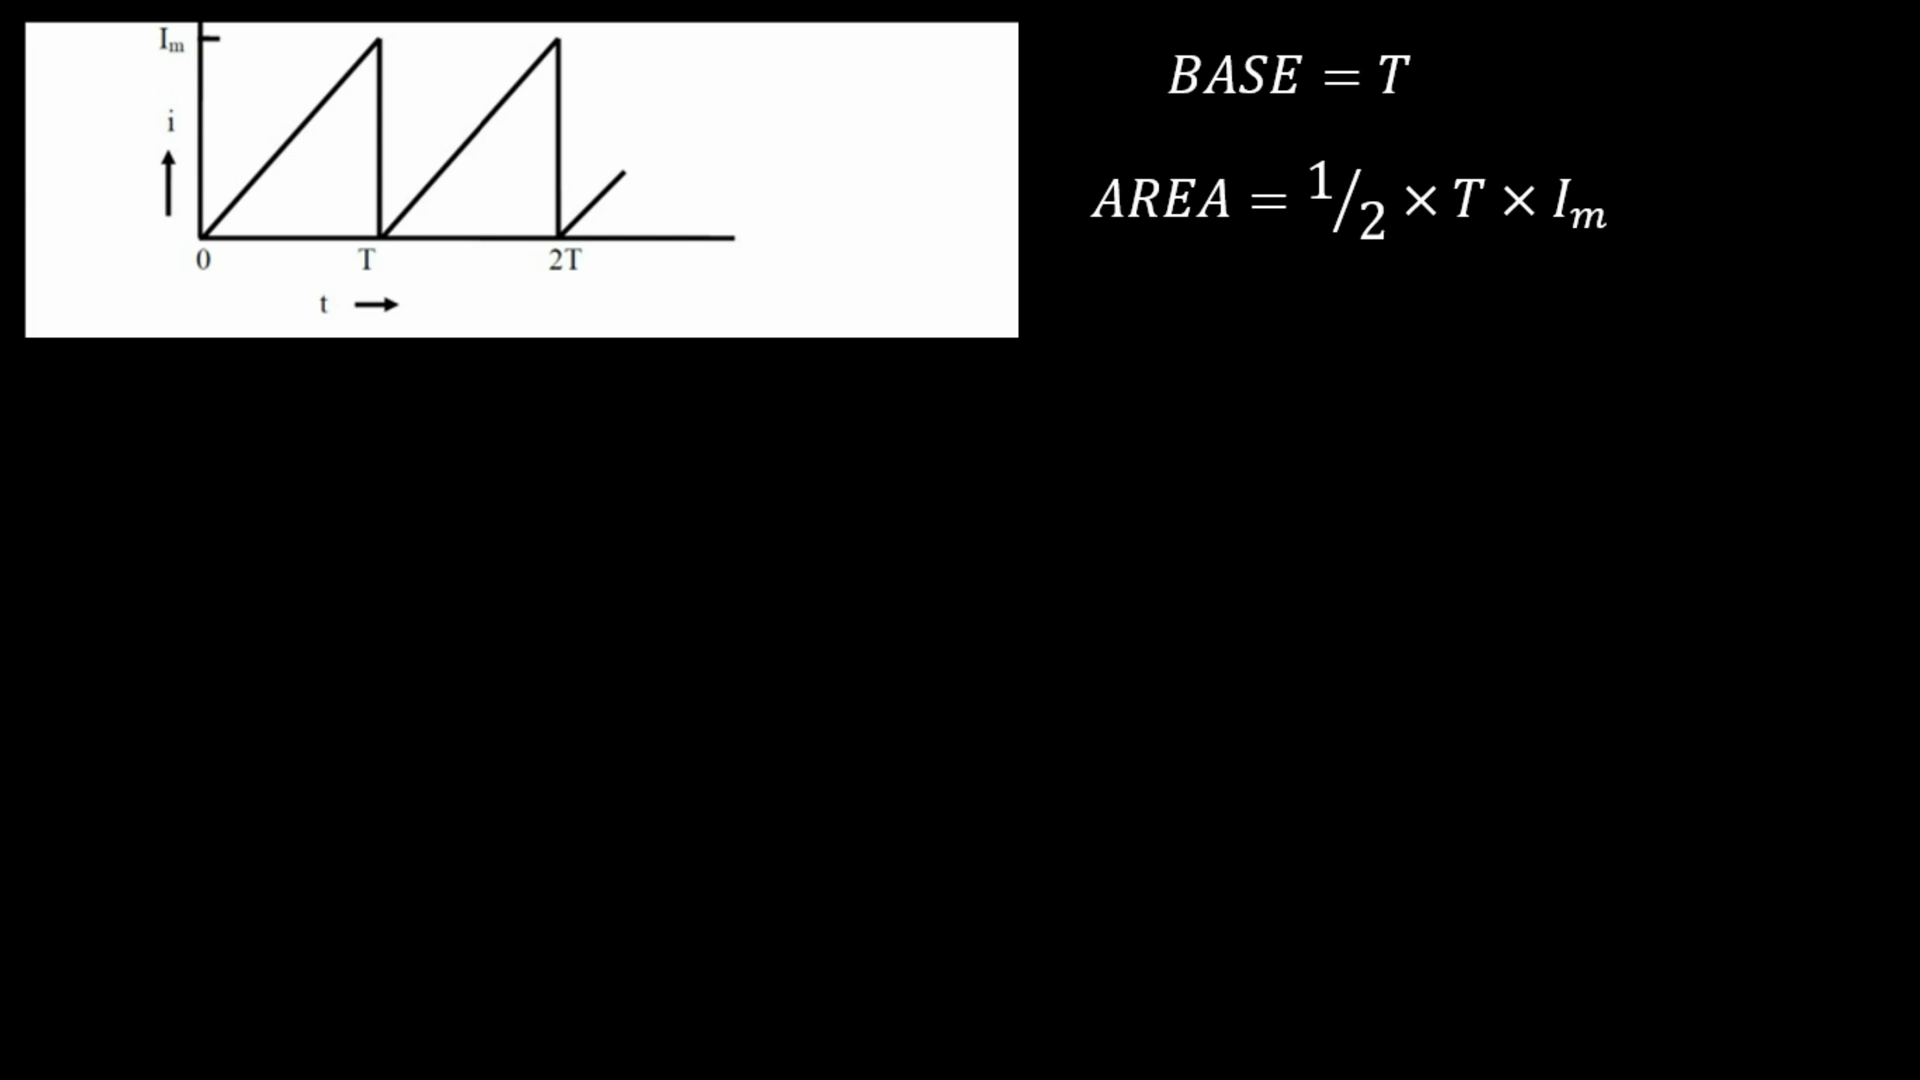 Iₘ
i
0 T 2T
t
BASE = T
AREA = 1/2 × T × Iₘ